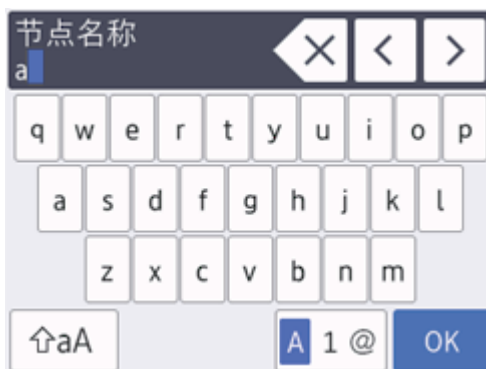 节点名称
a
q w e r t y u i o p
a s d f g h j k l
z x c v b n m
aA A 1 @ OK